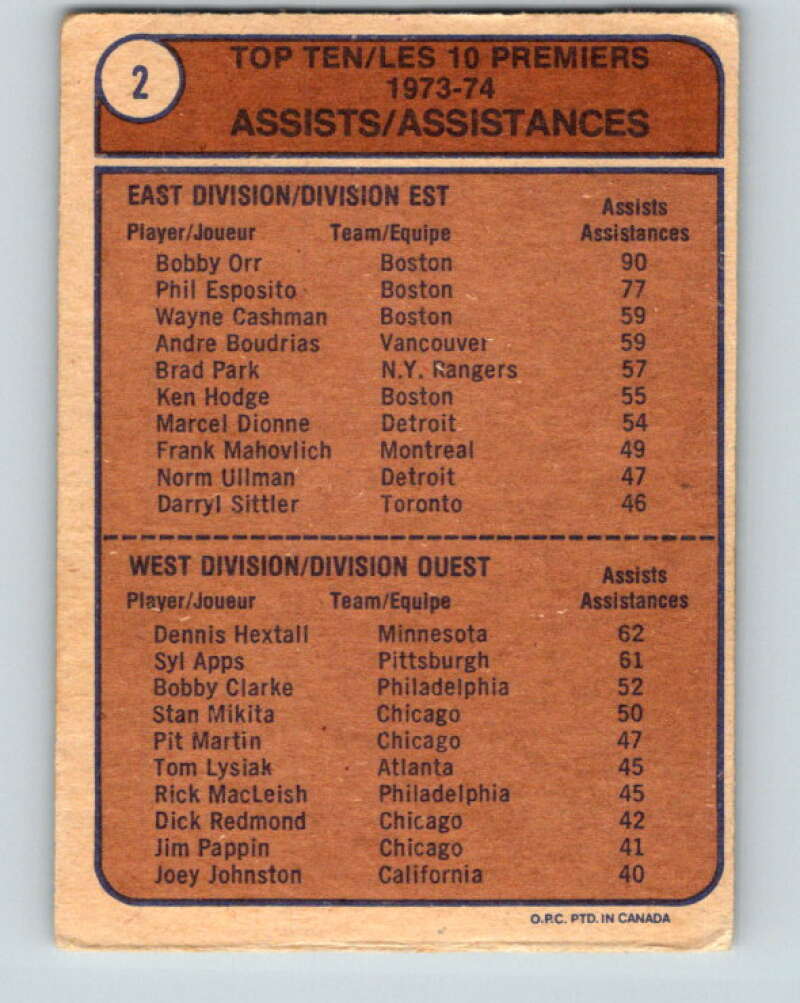 2
TOP TEN/LES 10 PREMIERS
1973-74
ASSISTS/ASSISTANCES
EAST DIVISION/DIVISION EST
Assists
Player/Joueur Team/Equipe Assistances
Bobby Orr Boston 90
Phil Esposito Boston 77
Wayne Cashman Boston 59
Andre Boudrias Vancouver 59
Brad Park N.Y. Rangers 57
Ken Hodge Boston 55
Marcel Dionne Detroit 54
Frank Mahovlich Montreal 49
Norm Ullman Detroit 47
Darryl Sittler Toronto 46
WEST DIVISION/DIVISION OUEST
Assists
Player/Joueur Team/Equipe Assistances
Dennis Hextall Minnesota 62
Syl Apps Pittsburgh 61
Bobby Clarke Philadelphia 52
Stan Mikita Chicago 50
Pit Martin Chicago 47
Tom Lysiak Atlanta 45
Rick MacLeish Philadelphia 45
Dick Redmond Chicago 42
Jim Pappin Chicago 41
Joey Johnston California 40
O.P.C. PTD. IN CANADA